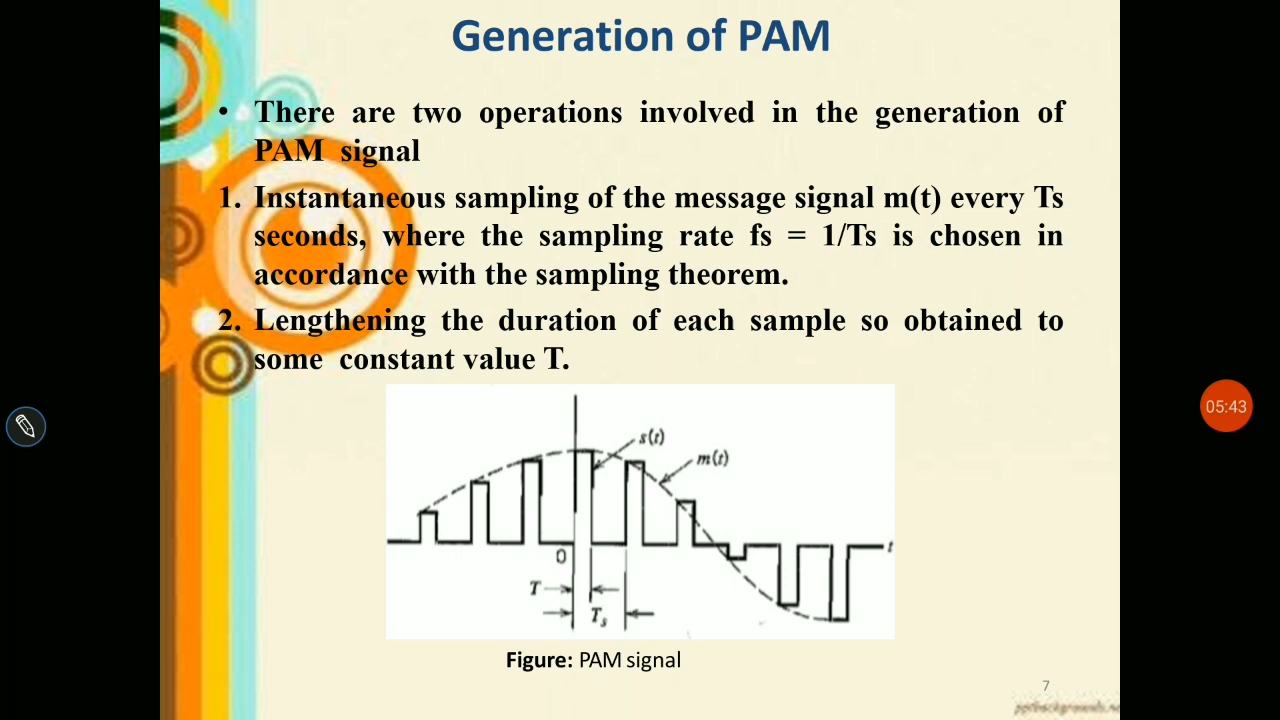 Generation of PAM
• There are two operations involved in the generation of
PAM signal
1. Instantaneous sampling of the message signal m(t) every Ts
seconds, where the sampling rate fs = 1/Ts is chosen in
accordance with the sampling theorem.
2. Lengthening the duration of each sample so obtained to
some constant value T.
05:43
s(t)
m(t)
0
t
T
Ts
Figure: PAM signal
7